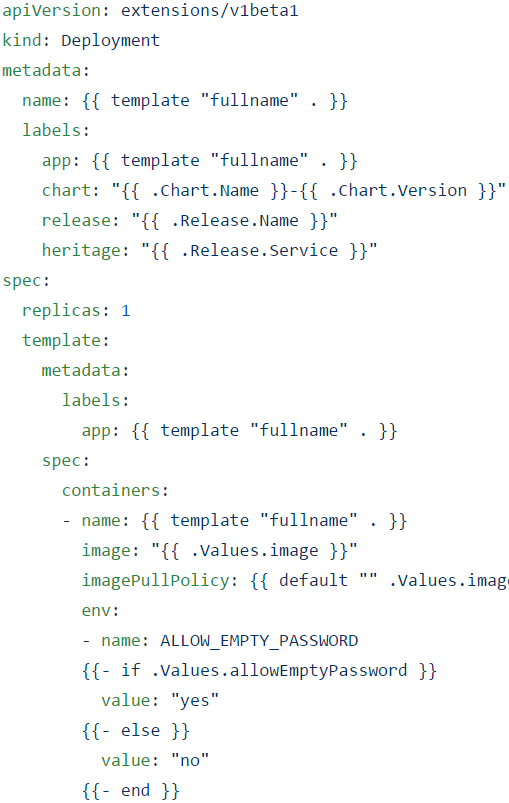 apiVersion: extensions/v1beta1
kind: Deployment
metadata:
  name: {{ template "fullname" . }}
  labels:
    app: {{ template "fullname" . }}
    chart: "{{ .Chart.Name }}-{{ .Chart.Version }}"
    release: "{{ .Release.Name }}"
    heritage: "{{ .Release.Service }}"
spec:
  replicas: 1
  template:
    metadata:
      labels:
        app: {{ template "fullname" . }}
    spec:
      containers:
      - name: {{ template "fullname" . }}
        image: "{{ .Values.image }}"
        imagePullPolicy: {{ default "" .Values.imag
        env:
        - name: ALLOW_EMPTY_PASSWORD
        {{- if .Values.allowEmptyPassword }}
          value: "yes"
        {{- else }}
          value: "no"
        {{- end }}